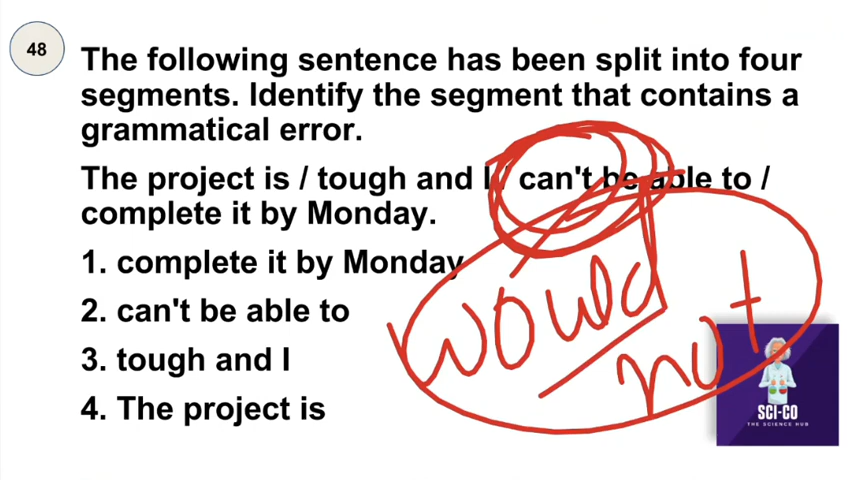 48
The following sentence has been split into four
segments. Identify the segment that contains a
grammatical error.
The project is / tough and I / can't be able to /
complete it by Monday.
1. complete it by Monday
2. can't be able to
3. tough and I
4. The project is
would
not
SCI-CO
THE SCIENCE HUB